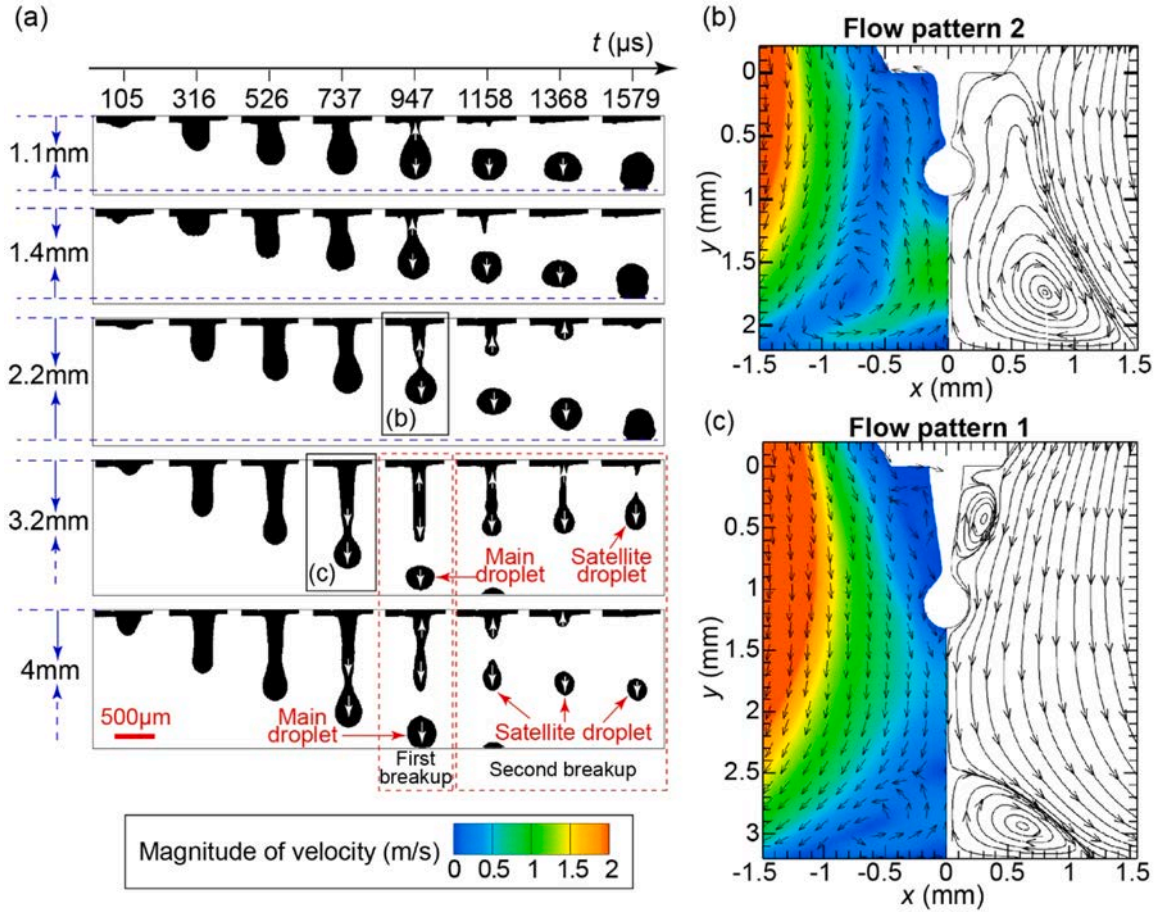 (a)
t (µs)
105 316 526 737 947 1158 1368 1579
1.1mm
1.4mm
2.2mm
(b)
3.2mm
(c)
Main
droplet
Satellite
droplet
4mm
500µm
Main
droplet
Satellite droplet
First
breakup
Second breakup
Magnitude of velocity (m/s)
0 0.5 1 1.5 2
(b)
Flow pattern 2
0
0.5
1
1.5
2
y (mm)
-1.5 -1 -0.5 0 0.5 1 1.5
x (mm)
(c)
Flow pattern 1
0
0.5
1
1.5
2
2.5
3
y (mm)
-1.5 -1 -0.5 0 0.5 1 1.5
x (mm)